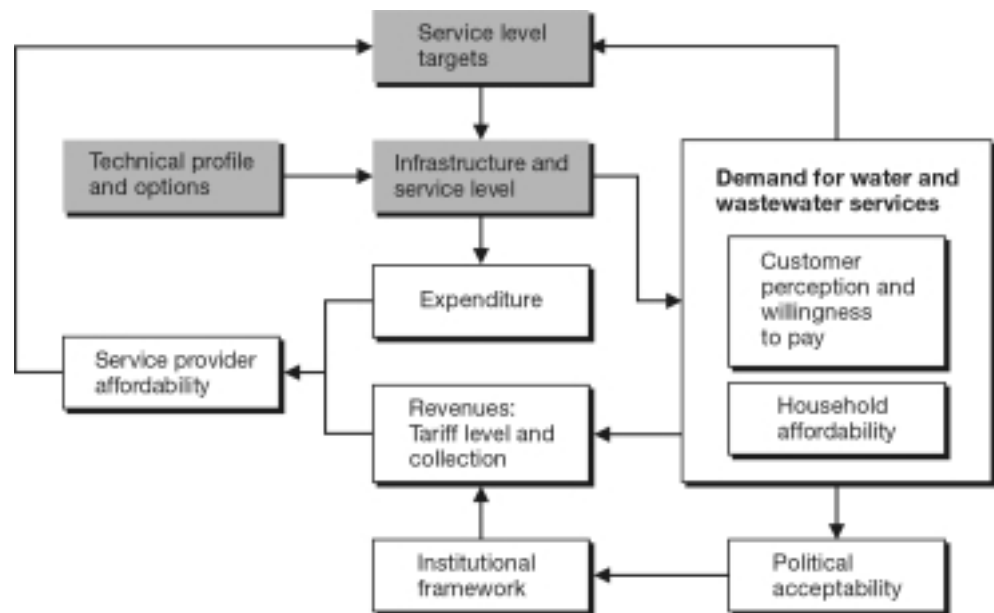 Service level
targets
Technical profile
and options
Infrastructure and
service level
Demand for water and
wastewater services
Customer
perception and
willingness
to pay
Expenditure
Service provider
affordability
Revenues:
Tariff level and
collection
Household
affordability
Institutional
framework
Political
acceptability